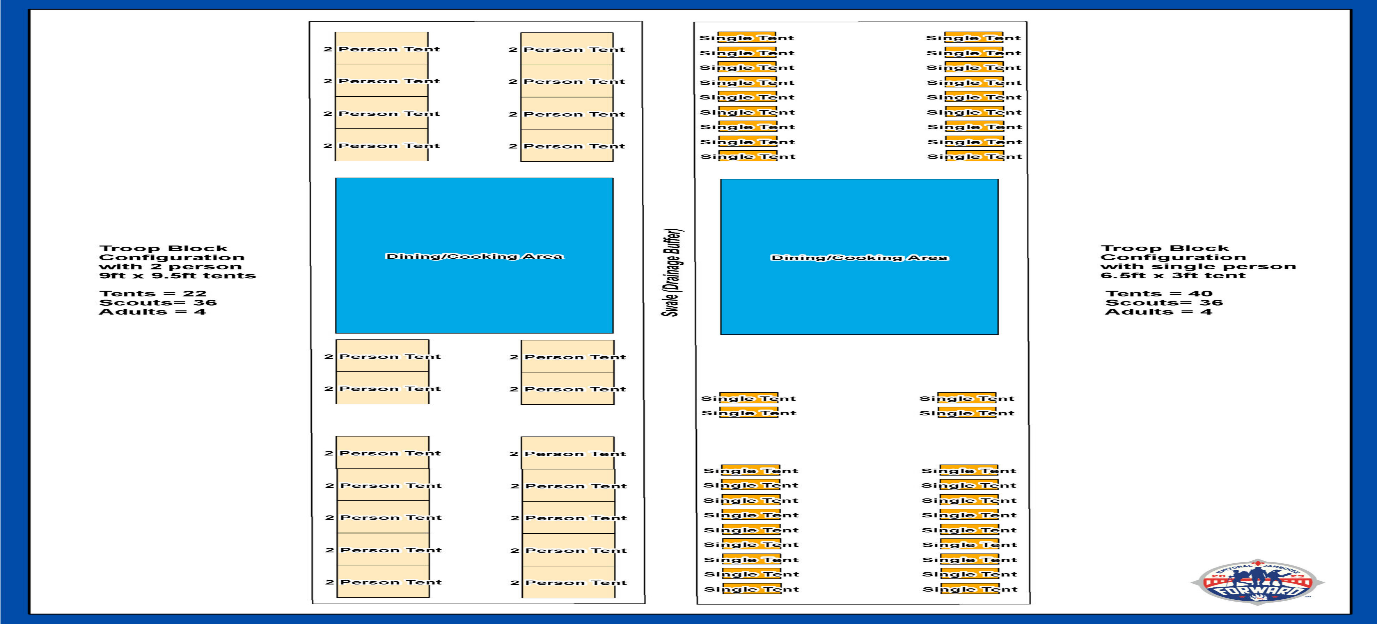 Troop Block
Configuration
with 2 person
9ft x 9.5ft tents
Tents = 22
Scouts= 36
Adults = 4
2 Person Tent 2 Person Tent
2 Person Tent 2 Person Tent
2 Person Tent 2 Person Tent
2 Person Tent 2 Person Tent
Dining/Cooking Area
2 Person Tent 2 Person Tent
2 Person Tent 2 Person Tent
2 Person Tent 2 Person Tent
2 Person Tent 2 Person Tent
2 Person Tent 2 Person Tent
2 Person Tent 2 Person Tent
2 Person Tent 2 Person Tent
Swale (Drainage Buffer)
Single Tent Single Tent
Single Tent Single Tent
Single Tent Single Tent
Single Tent Single Tent
Single Tent Single Tent
Single Tent Single Tent
Single Tent Single Tent
Single Tent Single Tent
Single Tent Single Tent
Dining/Cooking Area
Single Tent Single Tent
Single Tent Single Tent
Single Tent Single Tent
Single Tent Single Tent
Single Tent Single Tent
Single Tent Single Tent
Single Tent Single Tent
Single Tent Single Tent
Single Tent Single Tent
Single Tent Single Tent
Single Tent Single Tent
Troop Block
Configuration
with single person
6.5ft x 3ft tent
Tents = 40
Scouts= 36
Adults = 4
FORWARD